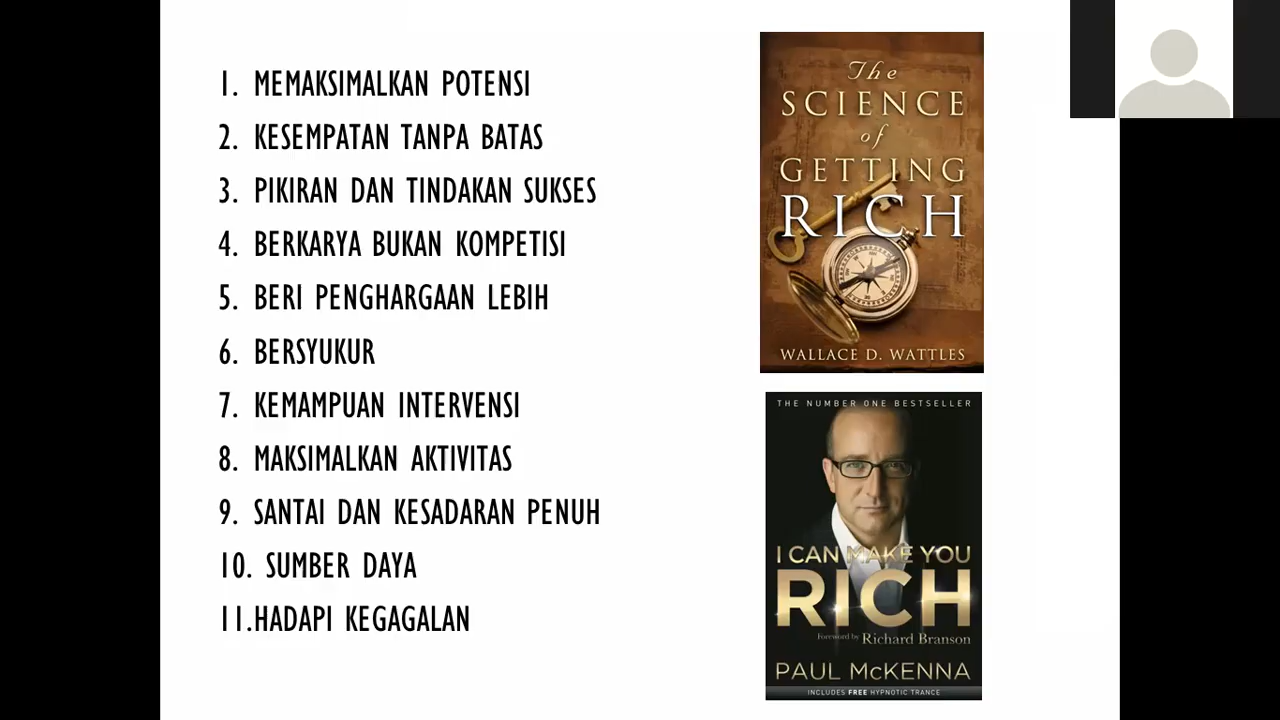 1. MEMAKSIMALKAN POTENSI
2. KESEMPATAN TANPA BATAS
3. PIKIRAN DAN TINDAKAN SUKSES
4. BERKARYA BUKAN KOMPETISI
5. BERI PENGHARGAAN LEBIH
6. BERSYUKUR
7. KEMAMPUAN INTERVENSI
8. MAKSIMALKAN AKTIVITAS
9. SANTAI DAN KESADARAN PENUH
10. SUMBER DAYA
11.HADAPI KEGAGALAN
The
SCIENCE
of
GETTING
RICH
WALLACE D. WATTLES
THE NUMBER ONE BESTSELLER
I CAN MAKE YOU
RICH
Foreword by Richard Branson
PAUL McKENNA
INCLUDES FREE HYPNOTIC TRANCE